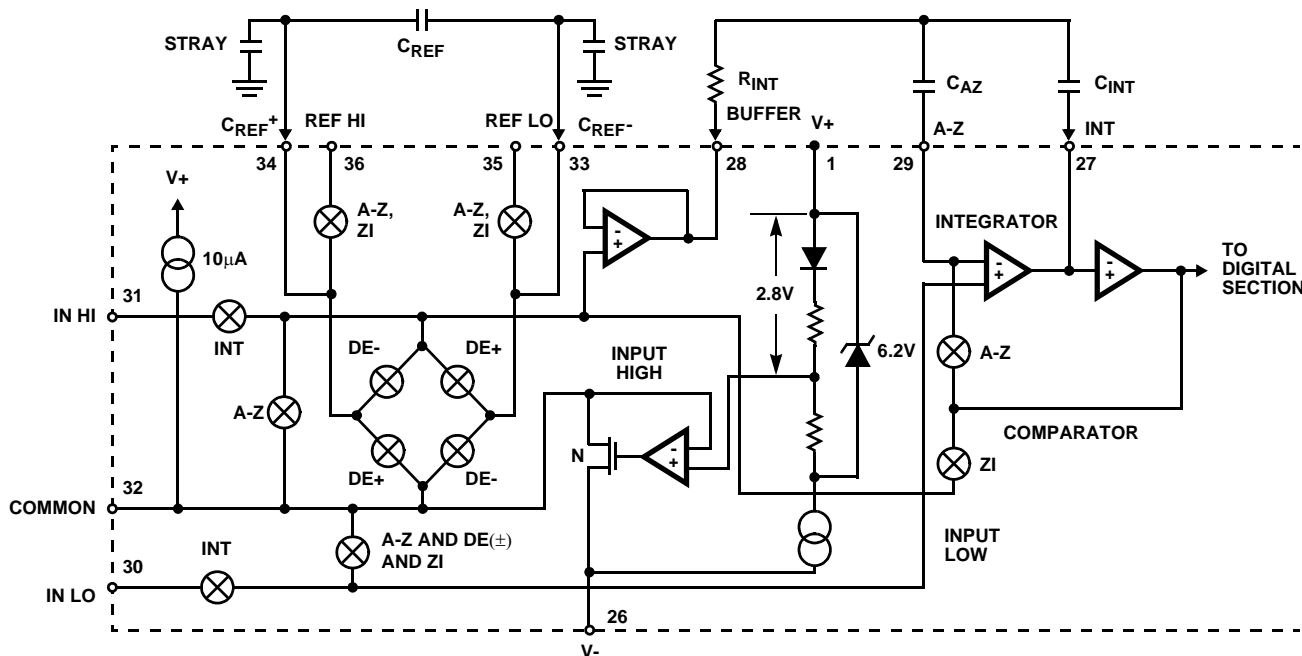 STRAY
CREF
STRAY
RINT
CAZ
CINT
CREF+
REF HI
REF LO
CREF-
BUFFER
V+
A-Z
INT
34
36
35
33
28
1
29
27
V+
A-Z,
ZI
A-Z,
ZI
-
+
INTEGRATOR
-
+
-
TO
DIGITAL
SECTION
10μA
2.8V
31
IN HI
INT
DE-
DE+
INPUT
HIGH
6.2V
A-Z
A-Z
N
-
+
COMPARATOR
DE+
DE-
ZI
32
COMMON
INT
A-Z AND DE(±)
AND ZI
INPUT
LOW
30
IN LO
26
V-